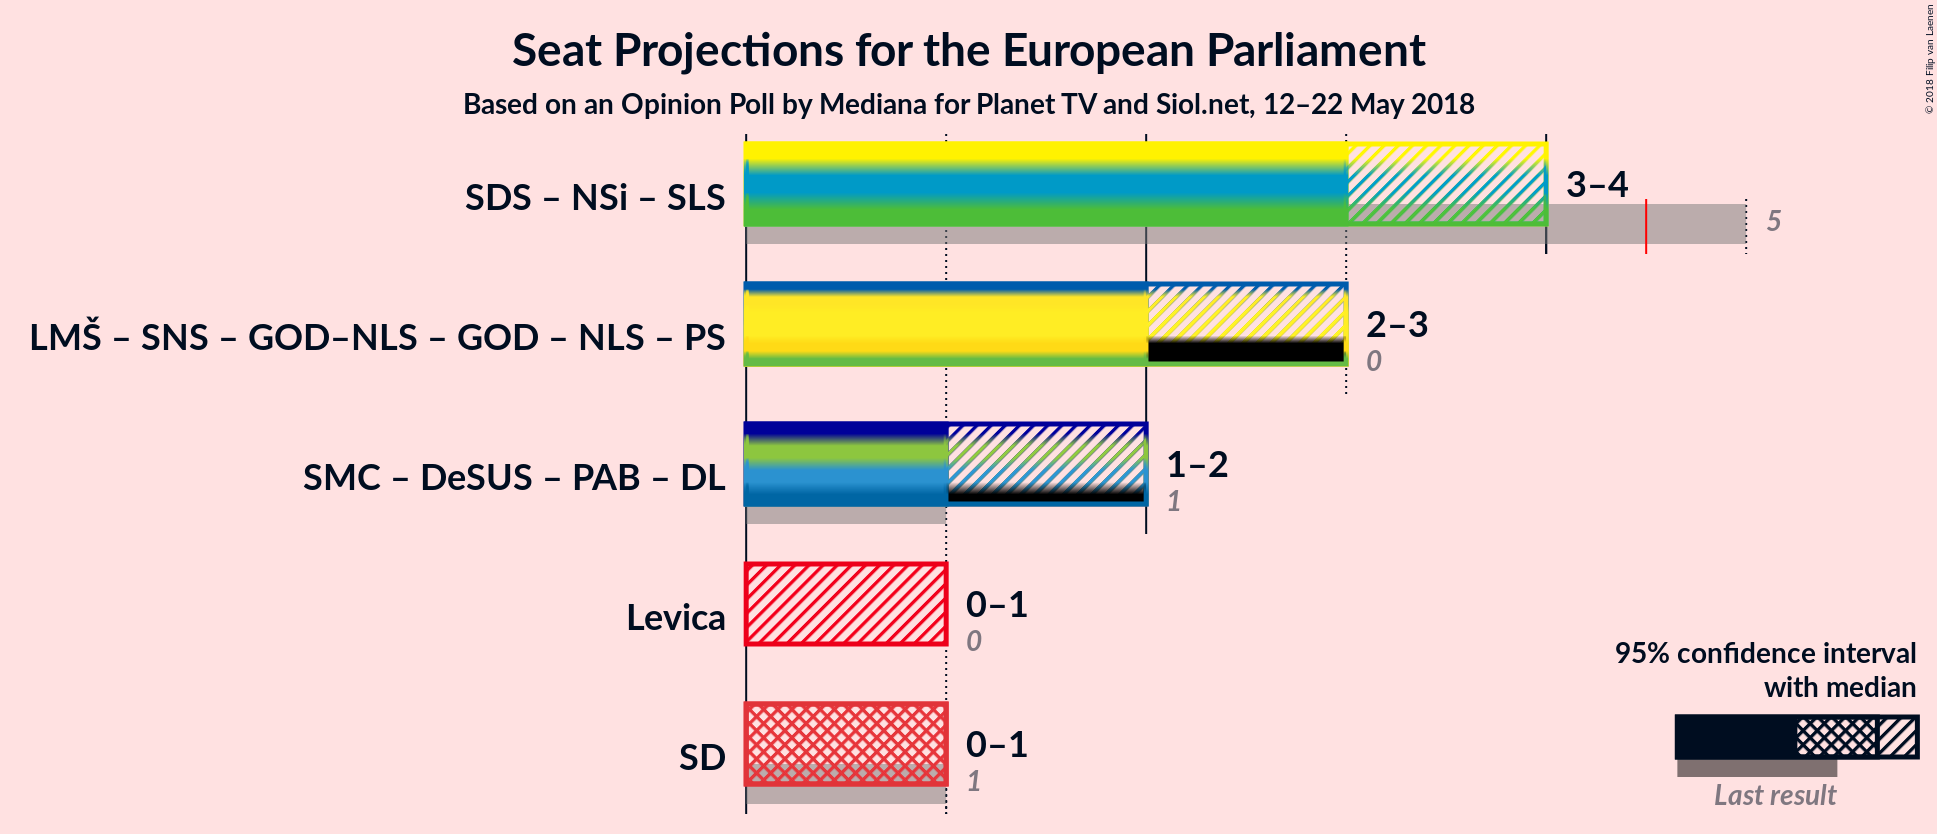 Seat Projections for the European Parliament
Based on an Opinion Poll by Mediana for Planet TV and Siol.net, 12–22 May 2018
© 2018 Filip van Laenen
SDS – NSi – SLS
3–4
5
LMŠ – SNS – GOD–NLS – GOD – NLS – PS
2–3
0
SMC – DeSUS – PAB – DL
1–2
1
Levica
0–1
0
SD
0–1
1
95% confidence interval
with median
Last result